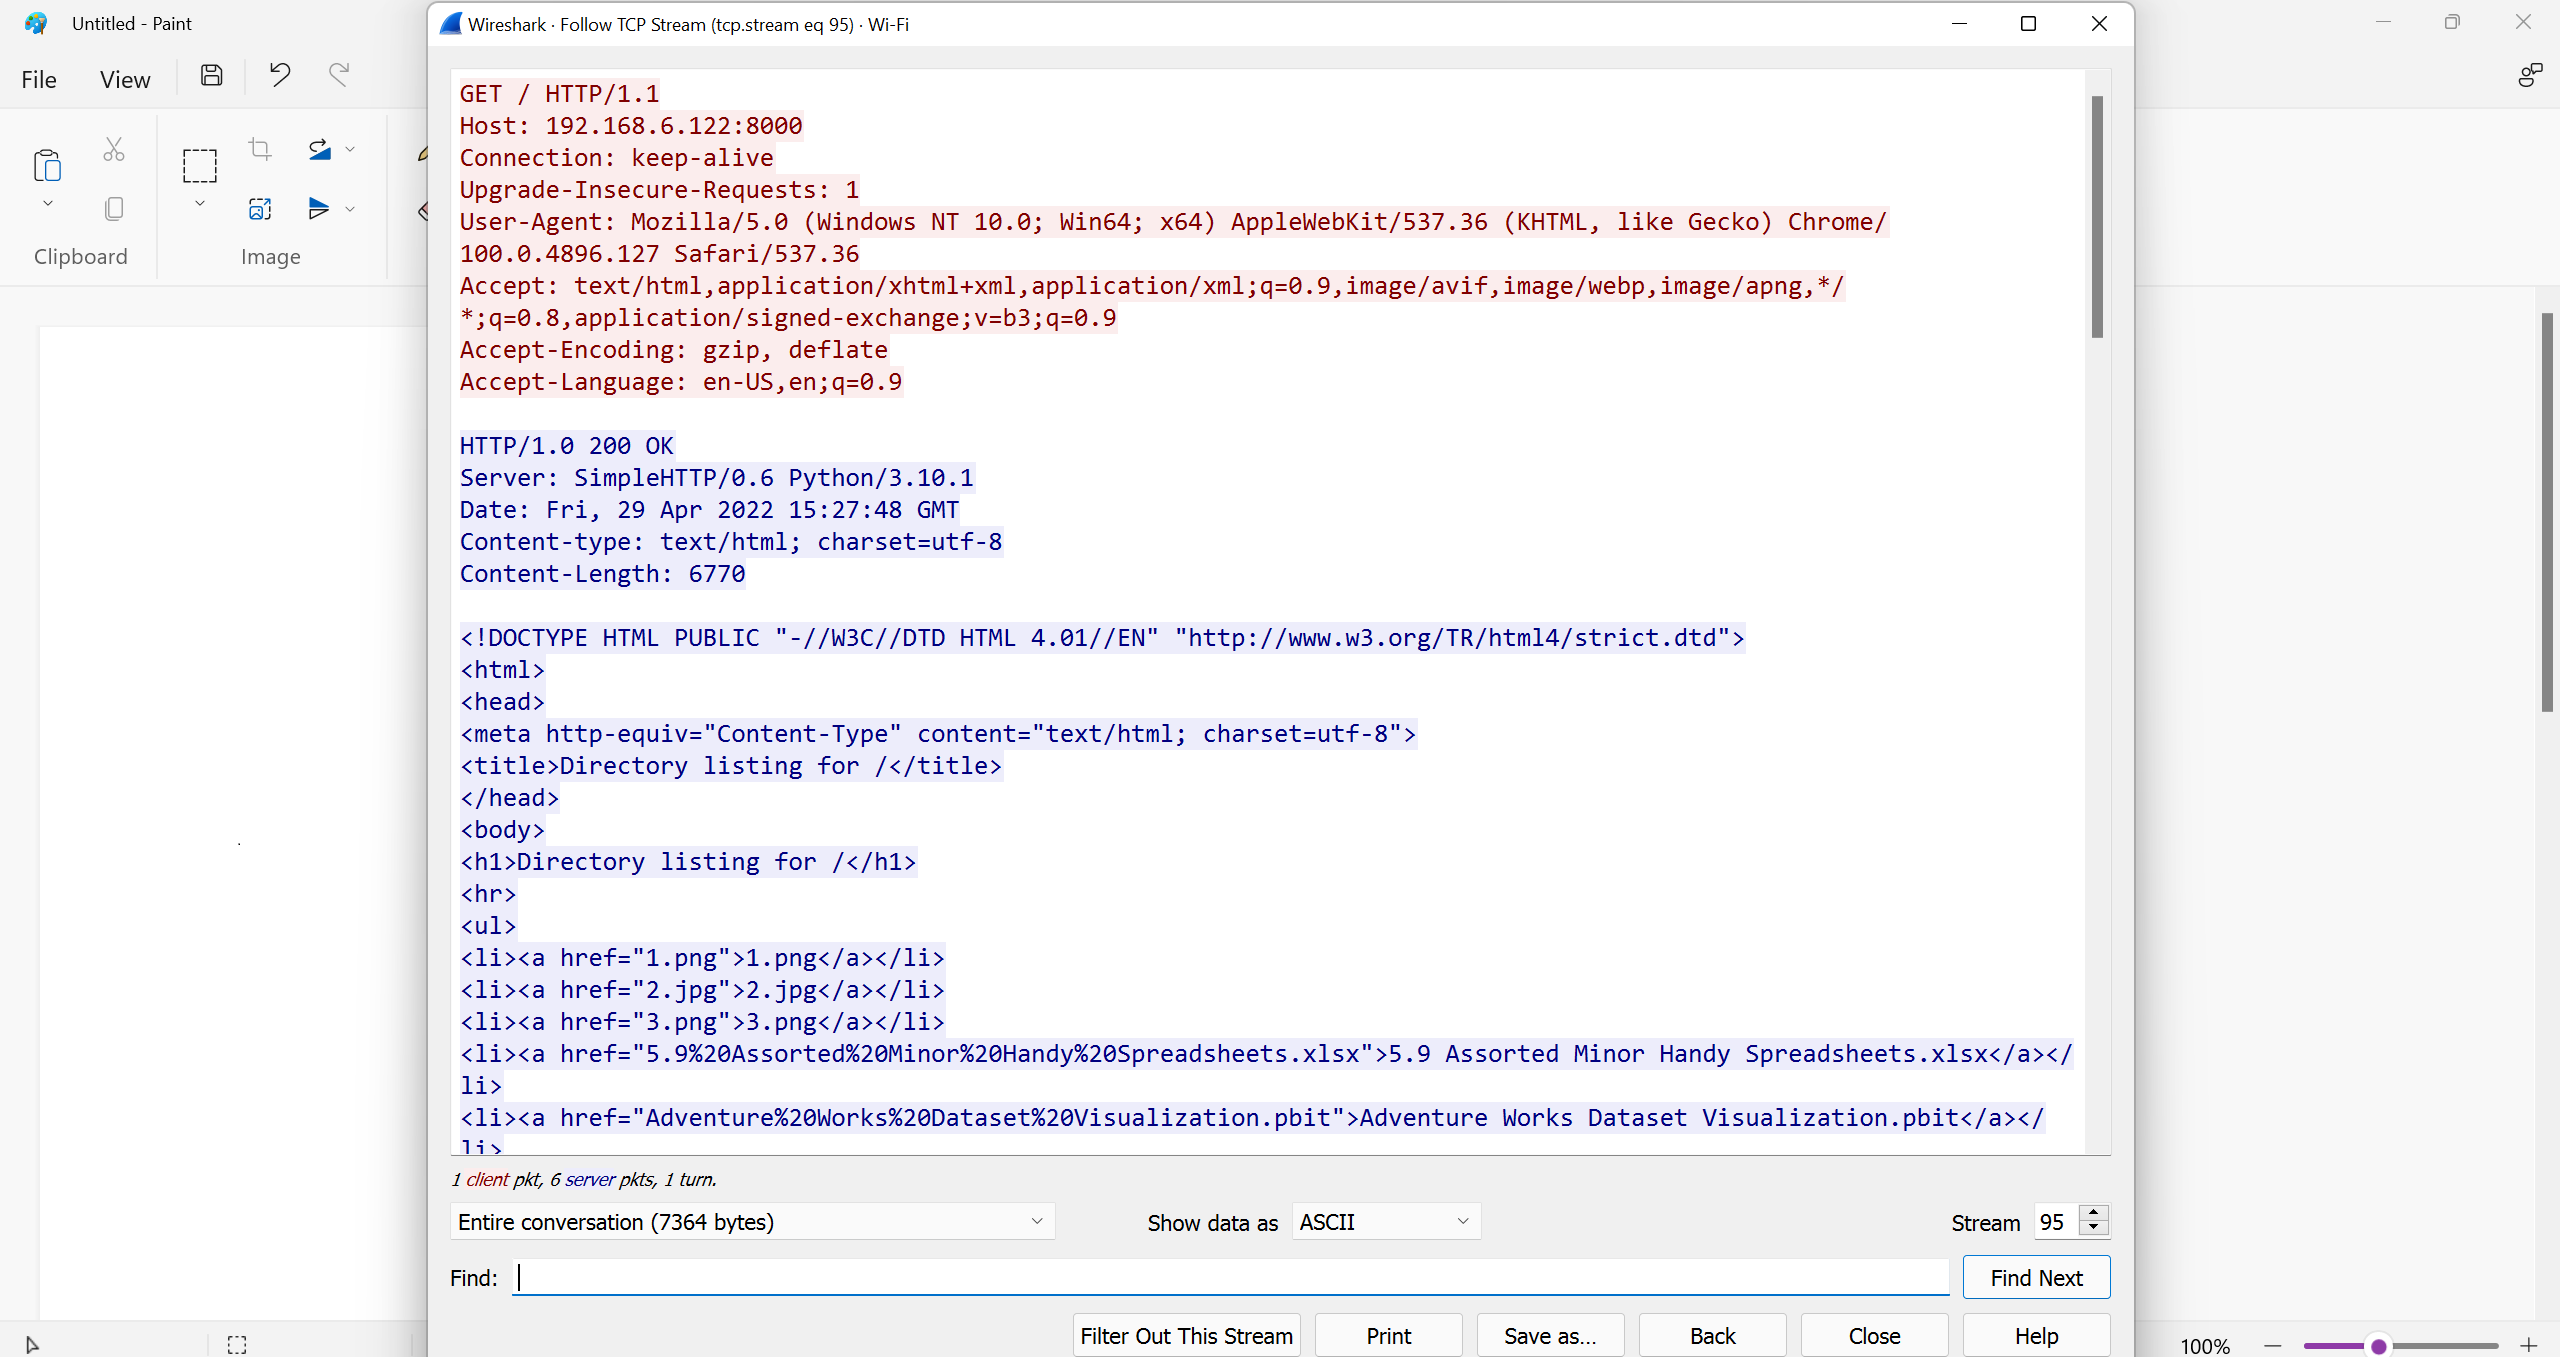 Untitled - Paint
File View
Clipboard
Image
Wireshark · Follow TCP Stream (tcp.stream eq 95) · Wi-Fi
GET / HTTP/1.1
Host: 192.168.6.122:8000
Connection: keep-alive
Upgrade-Insecure-Requests: 1
User-Agent: Mozilla/5.0 (Windows NT 10.0; Win64; x64) AppleWebKit/537.36 (KHTML, like Gecko) Chrome/
100.0.4896.127 Safari/537.36
Accept: text/html,application/xhtml+xml,application/xml;q=0.9,image/avif,image/webp,image/apng,*/
*;q=0.8,application/signed-exchange;v=b3;q=0.9
Accept-Encoding: gzip, deflate
Accept-Language: en-US,en;q=0.9
HTTP/1.0 200 OK
Server: SimpleHTTP/0.6 Python/3.10.1
Date: Fri, 29 Apr 2022 15:27:48 GMT
Content-type: text/html; charset=utf-8
Content-Length: 6770
<!DOCTYPE HTML PUBLIC "-//W3C//DTD HTML 4.01//EN" "http://www.w3.org/TR/html4/strict.dtd">
<html>
<head>
<meta http-equiv="Content-Type" content="text/html; charset=utf-8">
<title>Directory listing for /</title>
</head>
<body>
<h1>Directory listing for /</h1>
<hr>
<ul>
<li><a href="1.png">1.png</a></li>
<li><a href="2.jpg">2.jpg</a></li>
<li><a href="3.png">3.png</a></li>
<li><a href="5.9%20Assorted%20Minor%20Handy%20Spreadsheets.xlsx">5.9 Assorted Minor Handy Spreadsheets.xlsx</a></
li>
<li><a href="Adventure%20Works%20Dataset%20Visualization.pbit">Adventure Works Dataset Visualization.pbit</a></
li>
1 client pkt, 6 server pkts, 1 turn.
Entire conversation (7364 bytes) Show data as ASCII Stream 95
Find: Find Next
Filter Out This Stream Print Save as... Back Close Help
100%